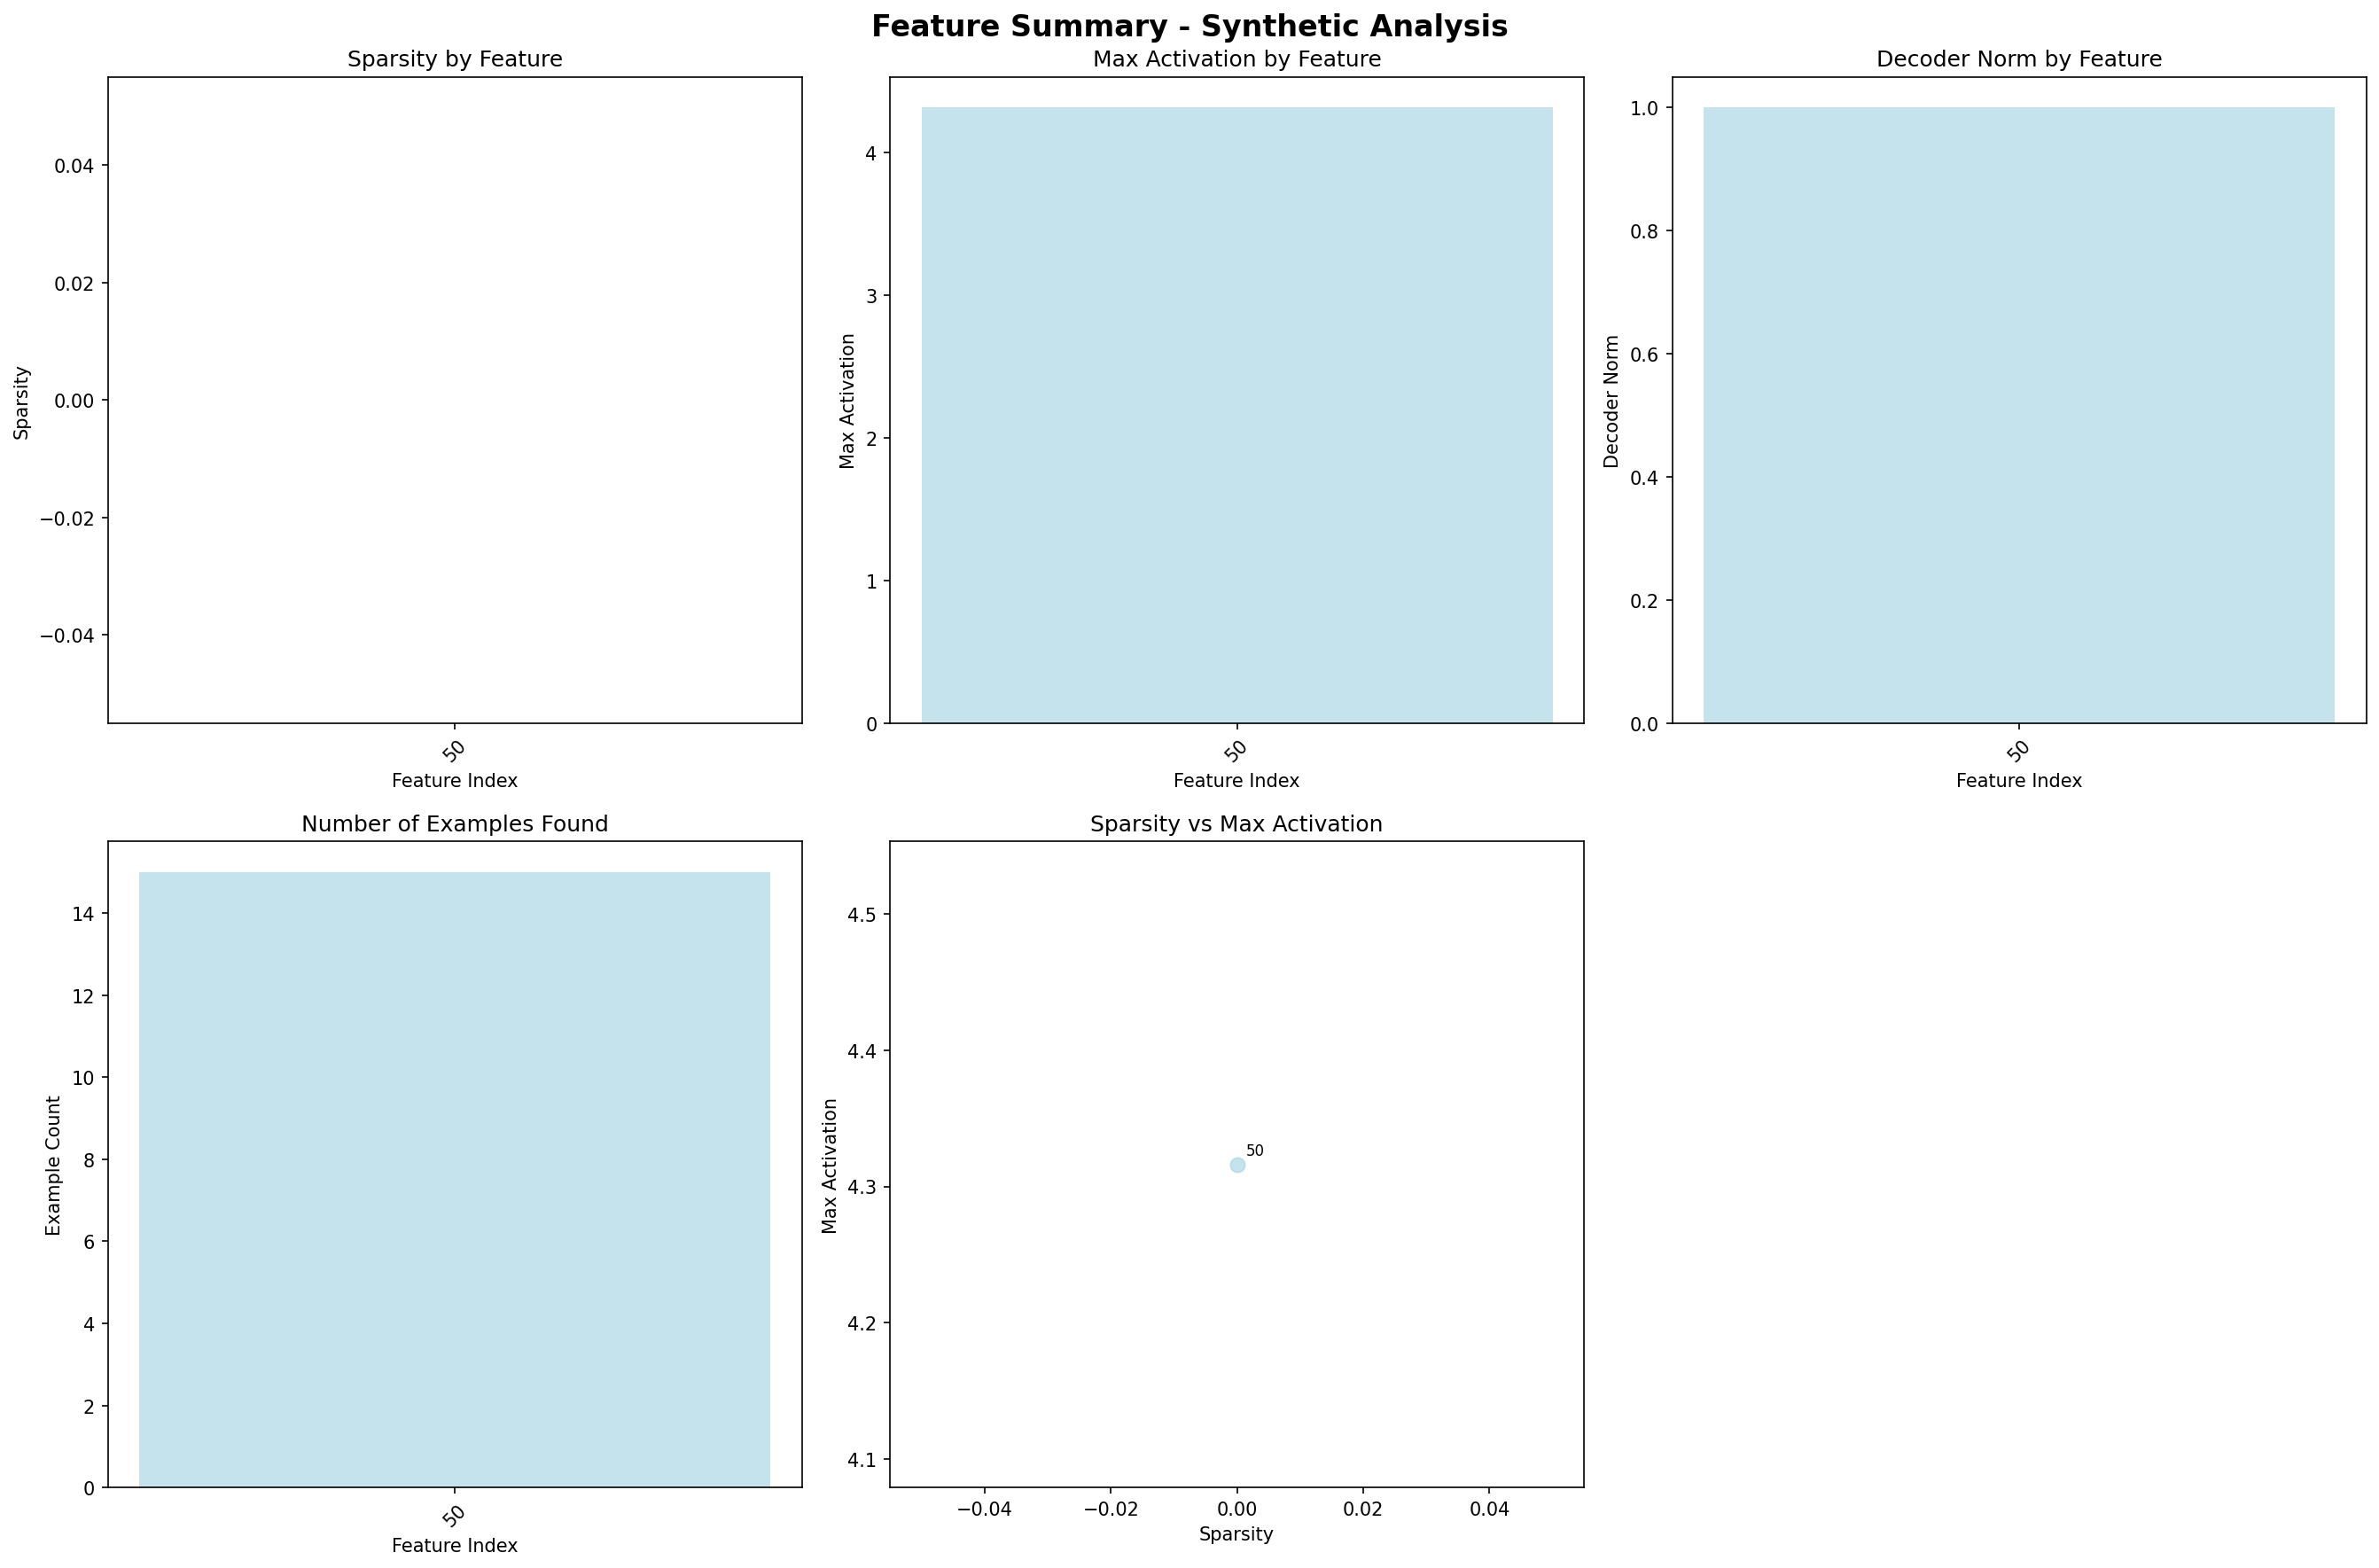 Feature Summary - Synthetic Analysis
Sparsity by Feature
Sparsity
0.04
0.02
0.00
−0.02
−0.04
50
Feature Index
Max Activation by Feature
Max Activation
4
3
2
1
0
50
Feature Index
Decoder Norm by Feature
Decoder Norm
1.0
0.8
0.6
0.4
0.2
0.0
50
Feature Index
Number of Examples Found
Example Count
14
12
10
8
6
4
2
0
50
Feature Index
Sparsity vs Max Activation
Max Activation
4.5
4.4
4.3
4.2
4.1
50
−0.04
−0.02
0.00
0.02
0.04
Sparsity